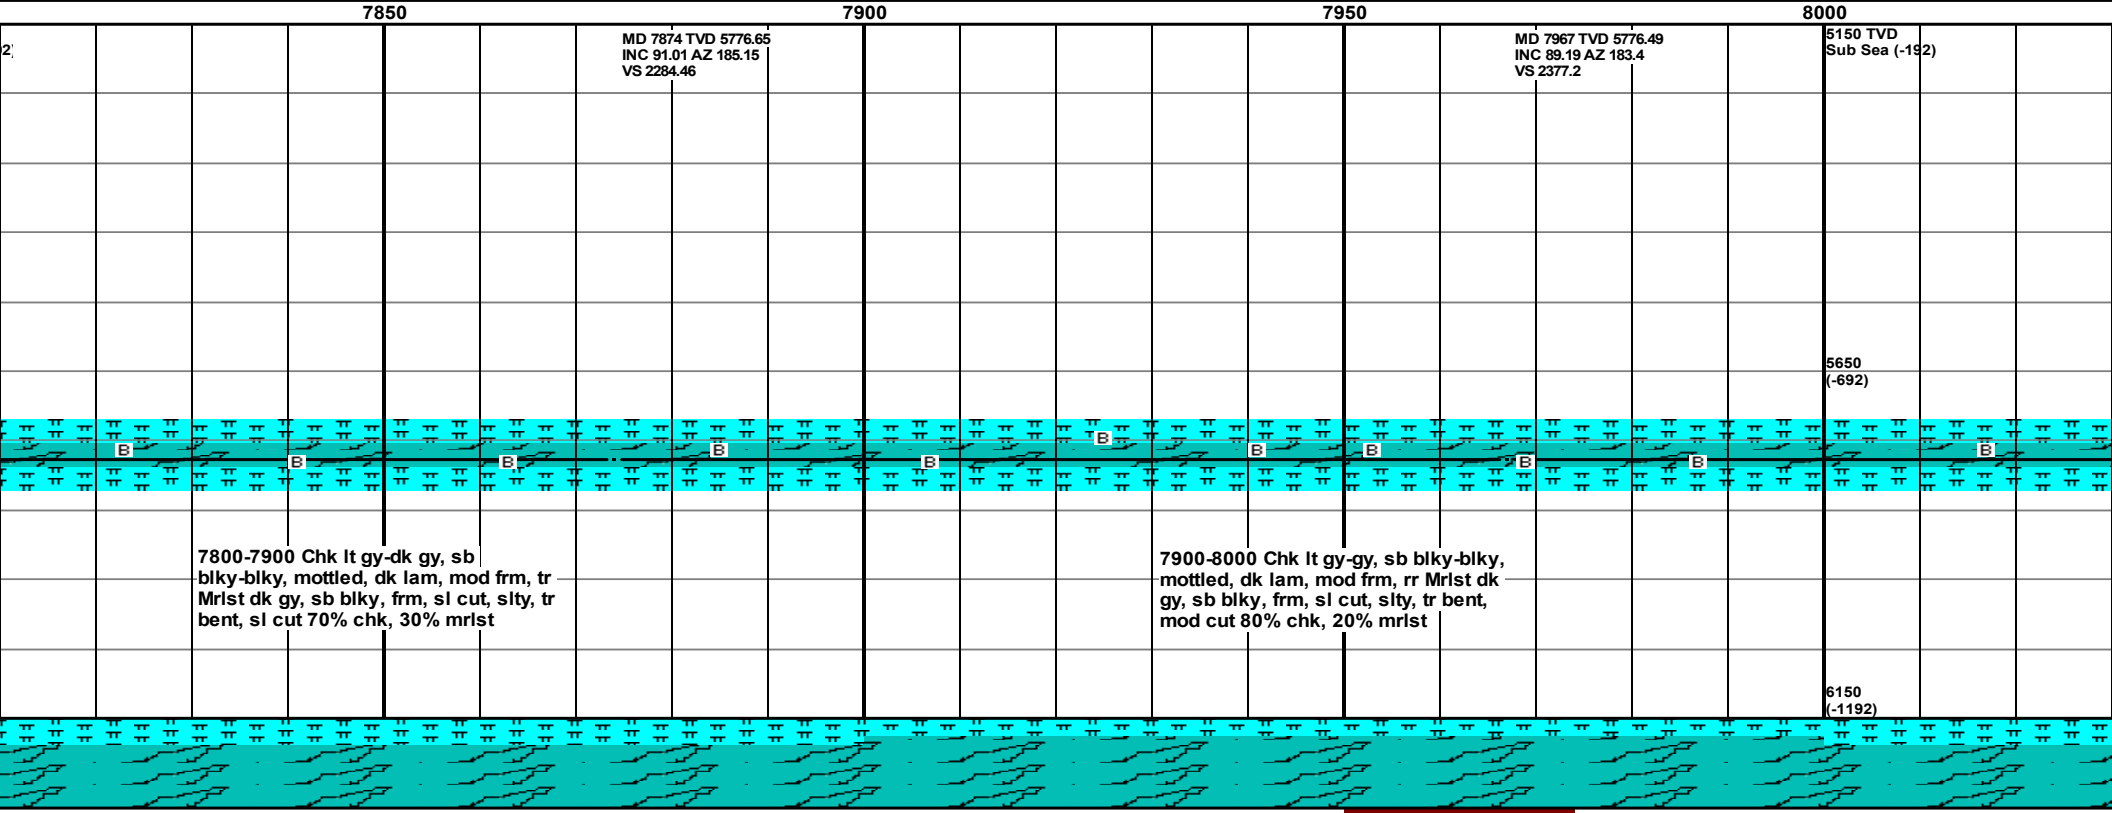 7850 7900 7950 8000
2)
MD 7874 TVD 5776.65
INC 91.01 AZ 185.15
VS 2284.46
MD 7967 TVD 5776.49
INC 89.19 AZ 183.4
VS 2377.2
5150 TVD
Sub Sea (-192)
5650
(-692)
B B B B B B B B B B B
7800-7900 Chk lt gy-dk gy, sb
blky-blky, mottled, dk lam, mod frm, tr
Mrlst dk gy, sb blky, frm, sl cut, slty, tr
bent, sl cut 70% chk, 30% mrlst
7900-8000 Chk lt gy-gy, sb blky-blky,
mottled, dk lam, mod frm, rr Mrlst dk
gy, sb blky, frm, sl cut, slty, tr bent,
mod cut 80% chk, 20% mrlst
6150
(-1192)